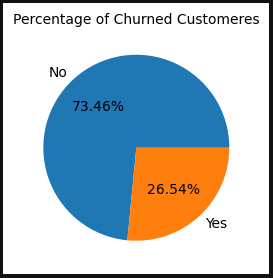 Percentage of Churned Customeres
No
73.46%
26.54%
Yes